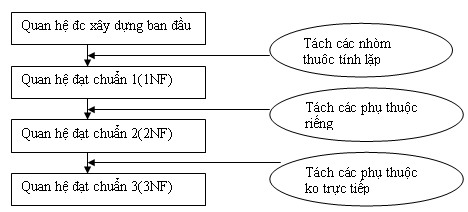 Quan hệ đc xây dựng ban đầu
Tách các nhòm
thuôc tính lặp
Quan hệ đạt chuẩn 1(1NF)
Tách các phụ thuộc
riếng
Quan hệ đạt chuẩn 2(2NF)
Tách các phụ thuộc
ko trực tiếp
Quan hệ đạt chuẩn 3(3NF)